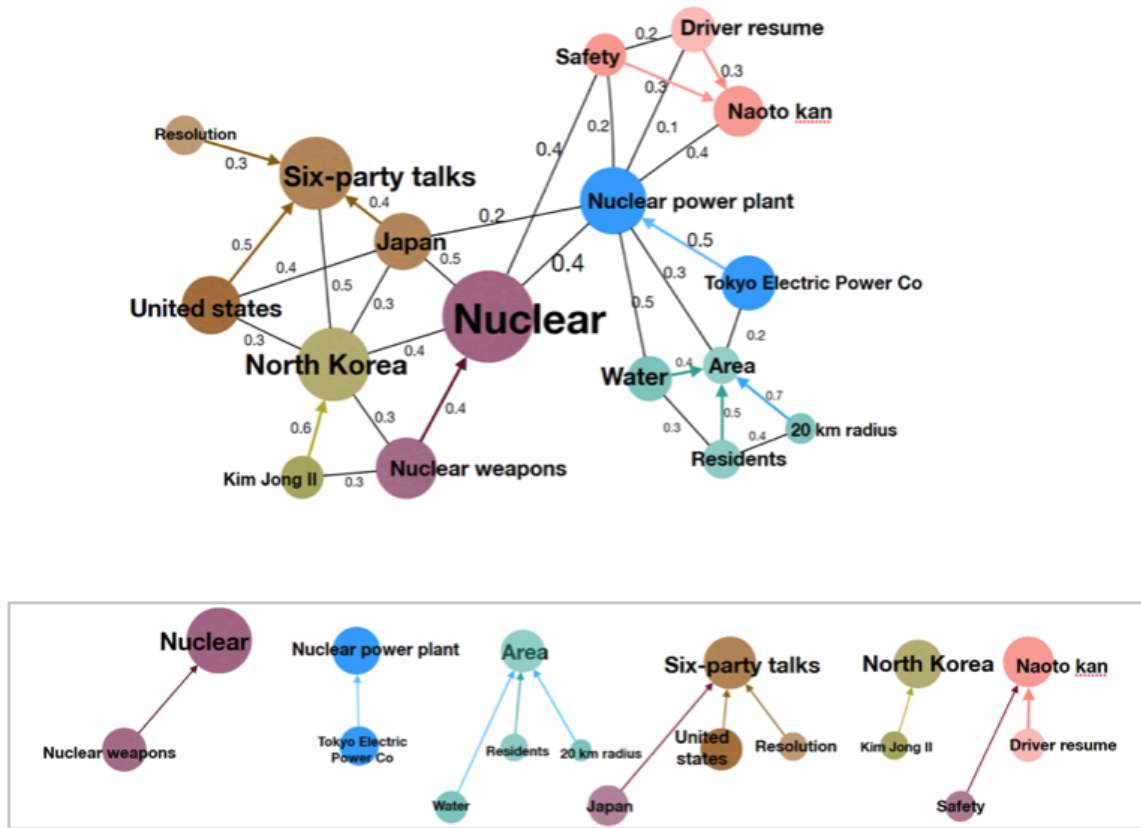 Driver resume
0.2
Safety
0.3
0.3
Naoto kan
Resolution
0.2
0.1
0.3
0.4
0.4
Six-party talks
Nuclear power plant
0.4
0.2
Japan
0.5
0.5
0.5
0.4
0.4
0.3
Tokyo Electric Power Co
United states
0.5
0.3
0.5
Nuclear
0.2
0.3
0.4
North Korea
0.4
Area
Water
0.7
0.4
0.5
0.3
0.6
0.3
0.4
20 km radius
Residents
Nuclear weapons
Kim Jong Il
0.3
Nuclear
Nuclear power plant
Area
Six-party talks
North Korea
Naoto kan
Nuclear weapons
Tokyo Electric
Power Co
Residents
20 km radius
United
states
Resolution
Kim Jong Il
Driver resume
Water
Japan
Safety